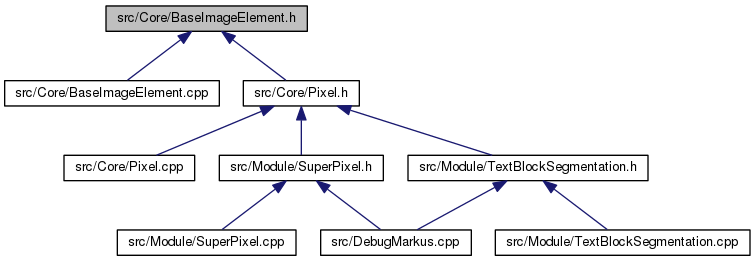 src/Core/BaseImageElement.h
src/Core/BaseImageElement.cpp
src/Core/Pixel.h
src/Core/Pixel.cpp
src/Module/SuperPixel.h
src/Module/TextBlockSegmentation.h
src/Module/SuperPixel.cpp
src/DebugMarkus.cpp
src/Module/TextBlockSegmentation.cpp